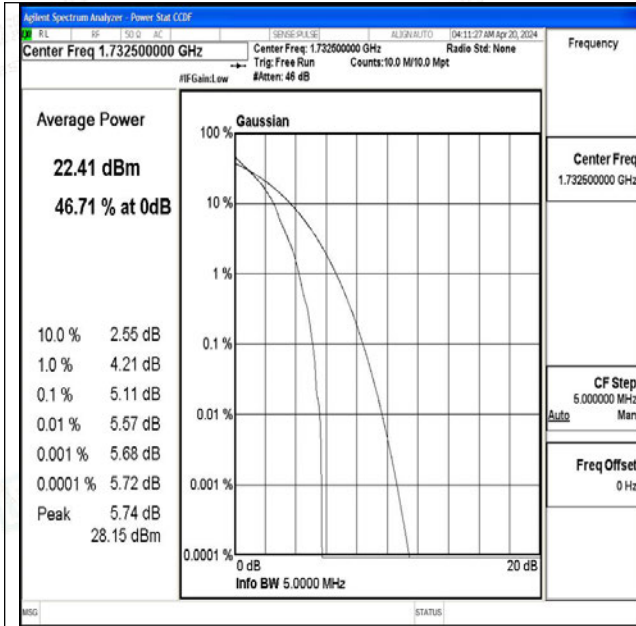 Agilent Spectrum Analyzer - Power Stat CCDF
RL RF 50 Ω AC SENSE:PULSE ALIGNAUTO 04:11:27 AM Apr 20, 2024
Center Freq 1.732500000 GHz
Center Freq: 1.732500000 GHz Radio Std: None
Trig: Free Run Counts:10.0 M/10.0 Mpt
#IFGain:Low #Atten: 46 dB
Frequency
Average Power
22.41 dBm
46.71 % at 0dB
10.0 % 2.55 dB
1.0 % 4.21 dB
0.1 % 5.11 dB
0.01 % 5.57 dB
0.001 % 5.68 dB
0.0001 % 5.72 dB
Peak 5.74 dB
28.15 dBm
Gaussian
100 %
10 %
1 %
0.1 %
0.01 %
0.001 %
0.0001 %
0 dB 20 dB
Info BW 5.0000 MHz
Center Freq
1.732500000 GHz
CF Step
5.000000 MHz
Auto Man
Freq Offset
0 Hz
MSG STATUS